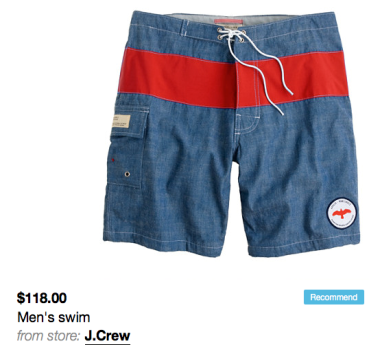 $118.00
Recommend
Men's swim
from store: J.Crew